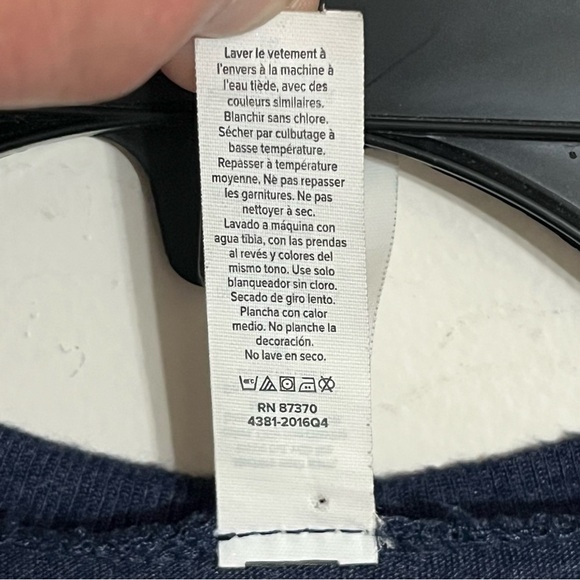 Laver le vetement à
l'envers à la machine à
l'eau tiède, avec des
couleurs similaires.
Blanchir sans chlore.
Sécher par culbutage à
basse température.
Repasser à température
moyenne. Ne pas repasser
les garnitures. Ne pas
nettoyer à sec.
Lavado a máquina con
agua tibia, con las prendas
al revés y colores del
mismo tono. Use solo
blanqueador sin cloro.
Secado de giro lento.
Plancha con calor
medio. No planche la
decoración.
No lave en seco.
RN 87370
4381-2016Q4